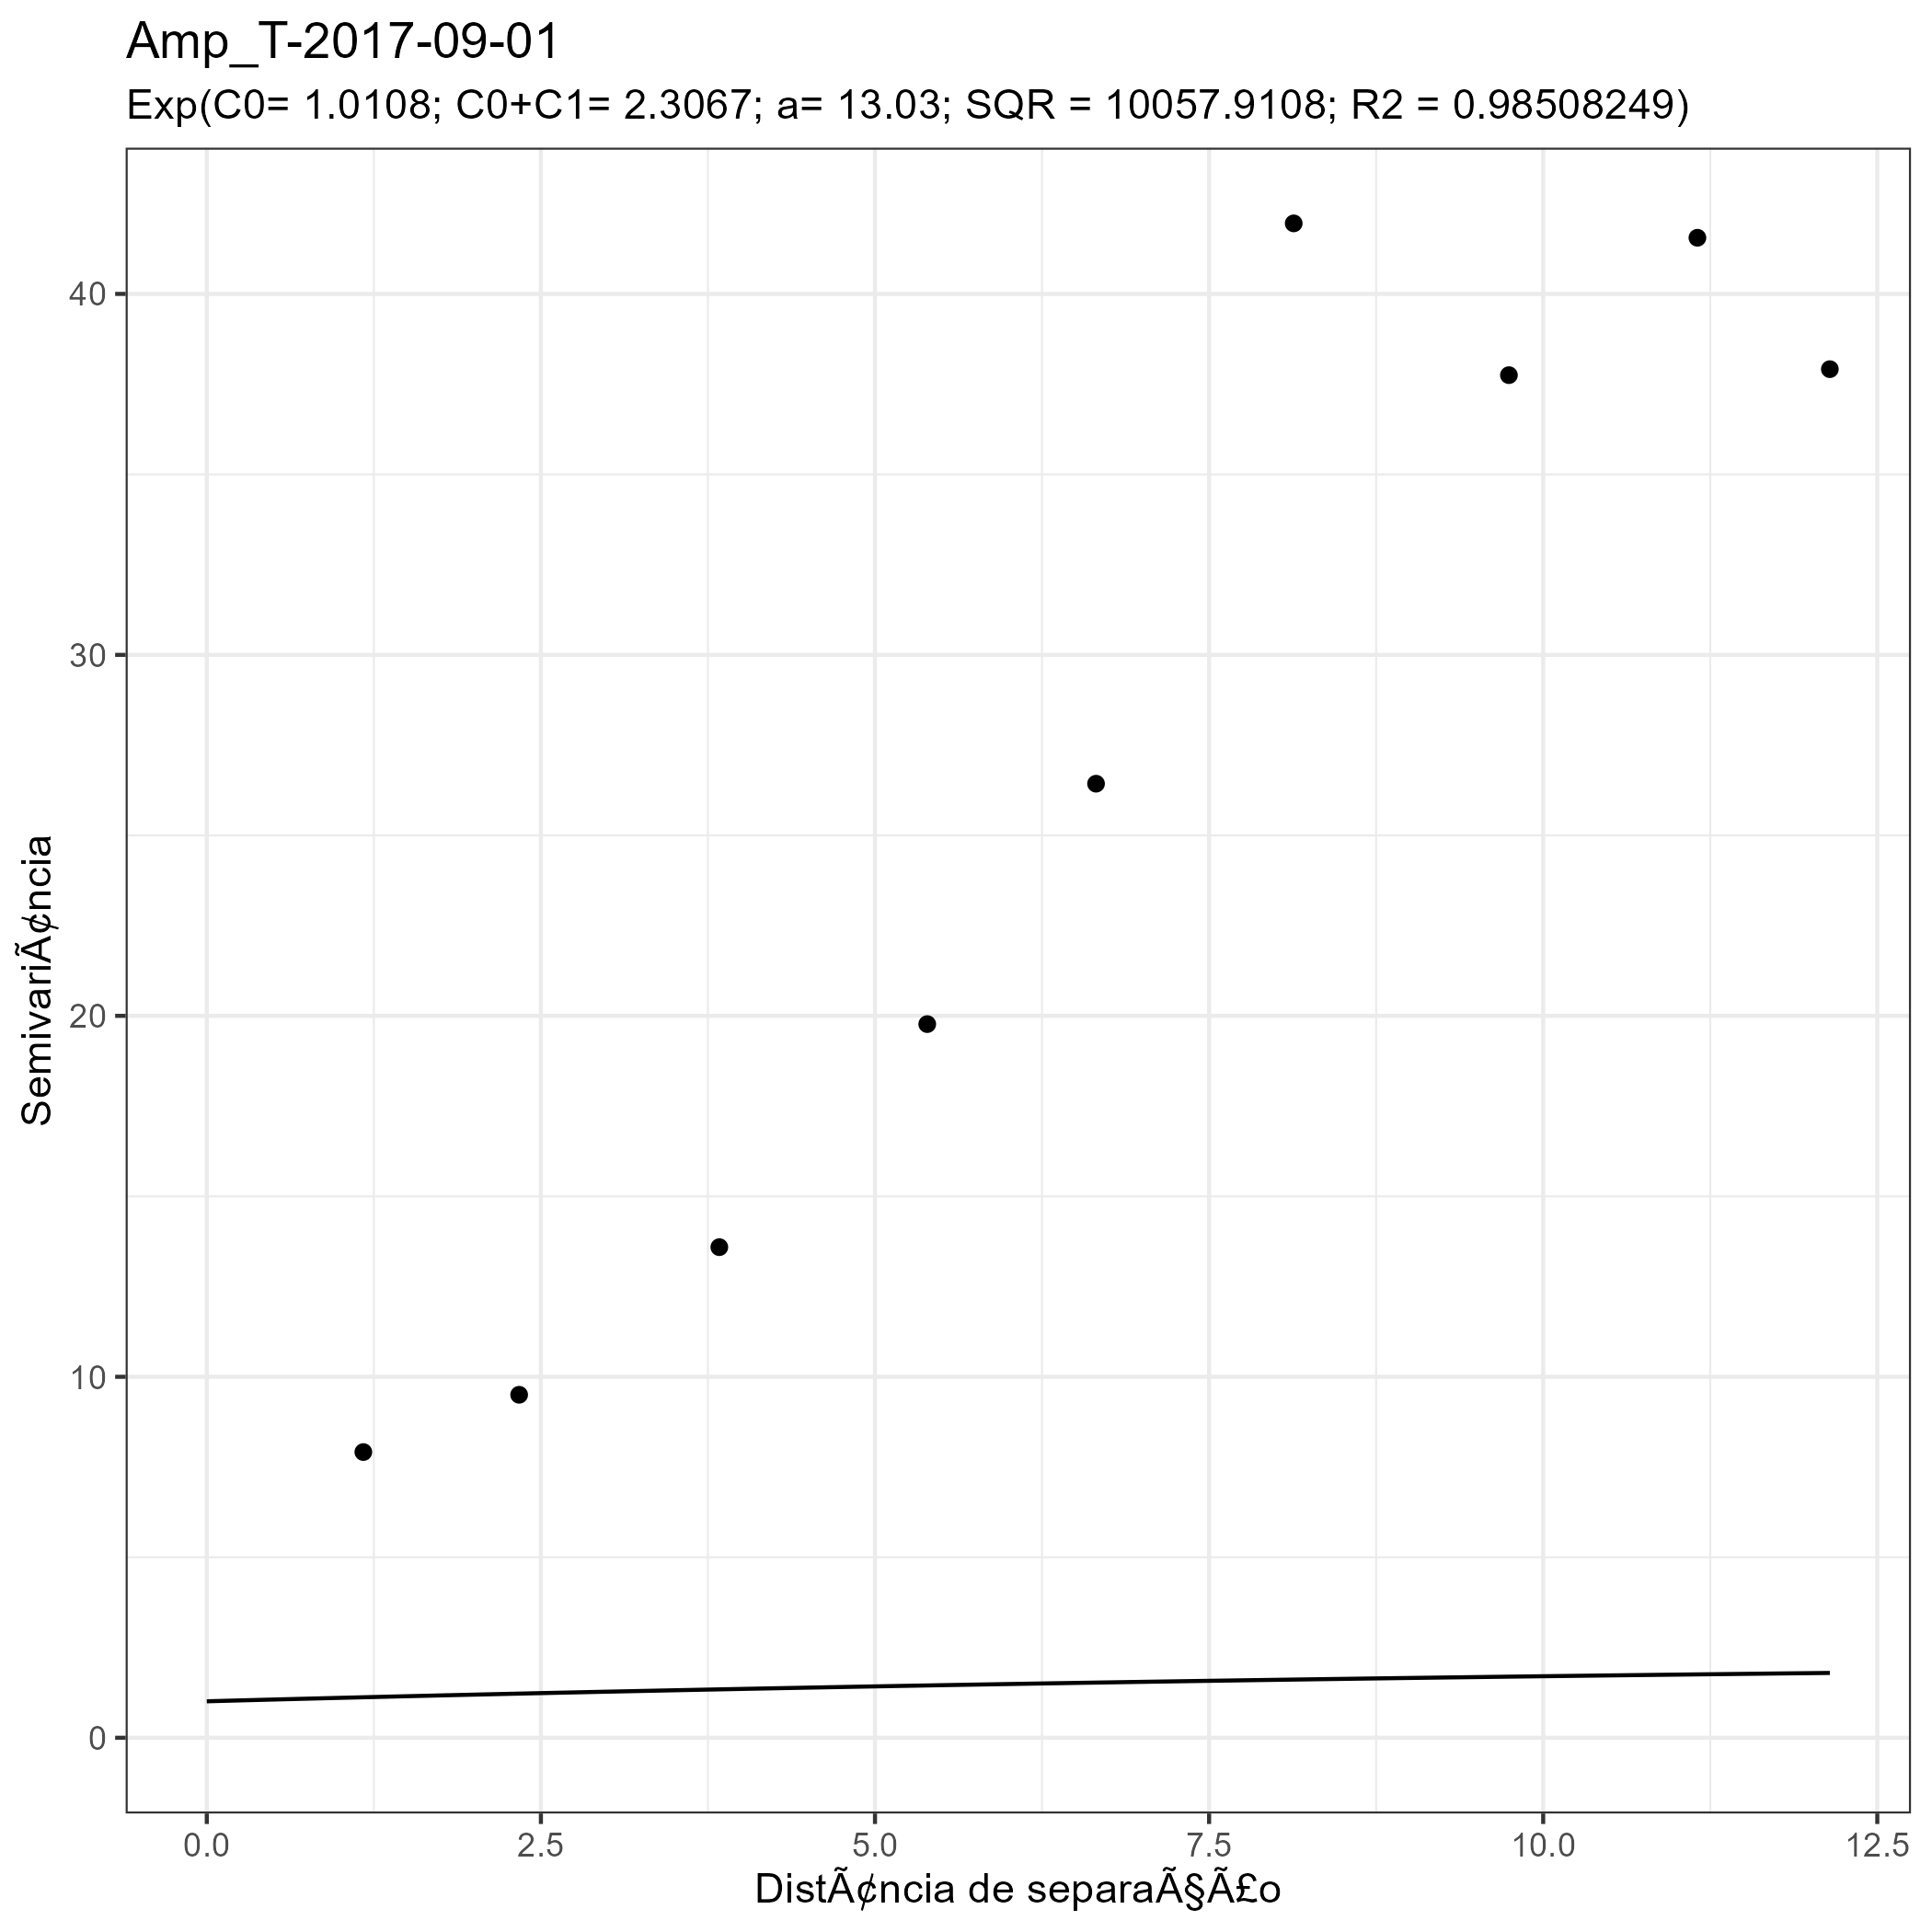 Amp_T-2017-09-01
Exp(C0= 1.0108; C0+C1= 2.3067; a= 13.03; SQR = 10057.9108; R2 = 0.98508249)
40
30
20
10
0
SemivariÃ¢ncia
0.0 2.5 5.0 7.5 10.0 12.5
DistÃ¢ncia de separaÃ§Ã£o